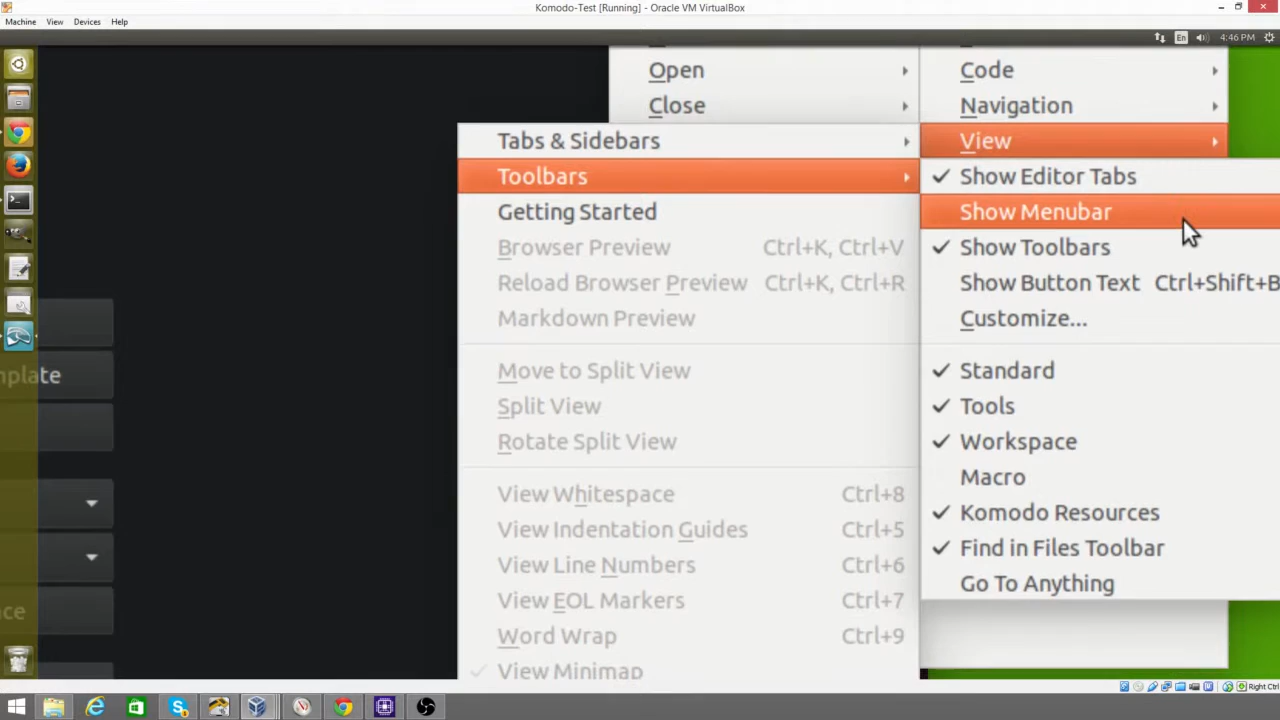 Komodo-Test [Running] - Oracle VM VirtualBox
Machine View Devices Help
En 4:46 PM
Open
Close
Code
Navigation
View
Tabs & Sidebars
Toolbars
Getting Started
Browser Preview Ctrl+K, Ctrl+V
Reload Browser Preview Ctrl+K, Ctrl+R
Markdown Preview
Move to Split View
Split View
Rotate Split View
View Whitespace Ctrl+8
View Indentation Guides Ctrl+5
View Line Numbers Ctrl+6
View EOL Markers Ctrl+7
Word Wrap Ctrl+9
View Minimap
Show Editor Tabs
Show Menubar
Show Toolbars
Show Button Text Ctrl+Shift+B
Customize...
Standard
Tools
Workspace
Macro
Komodo Resources
Find in Files Toolbar
Go To Anything
mplate
ce
Right Ctrl